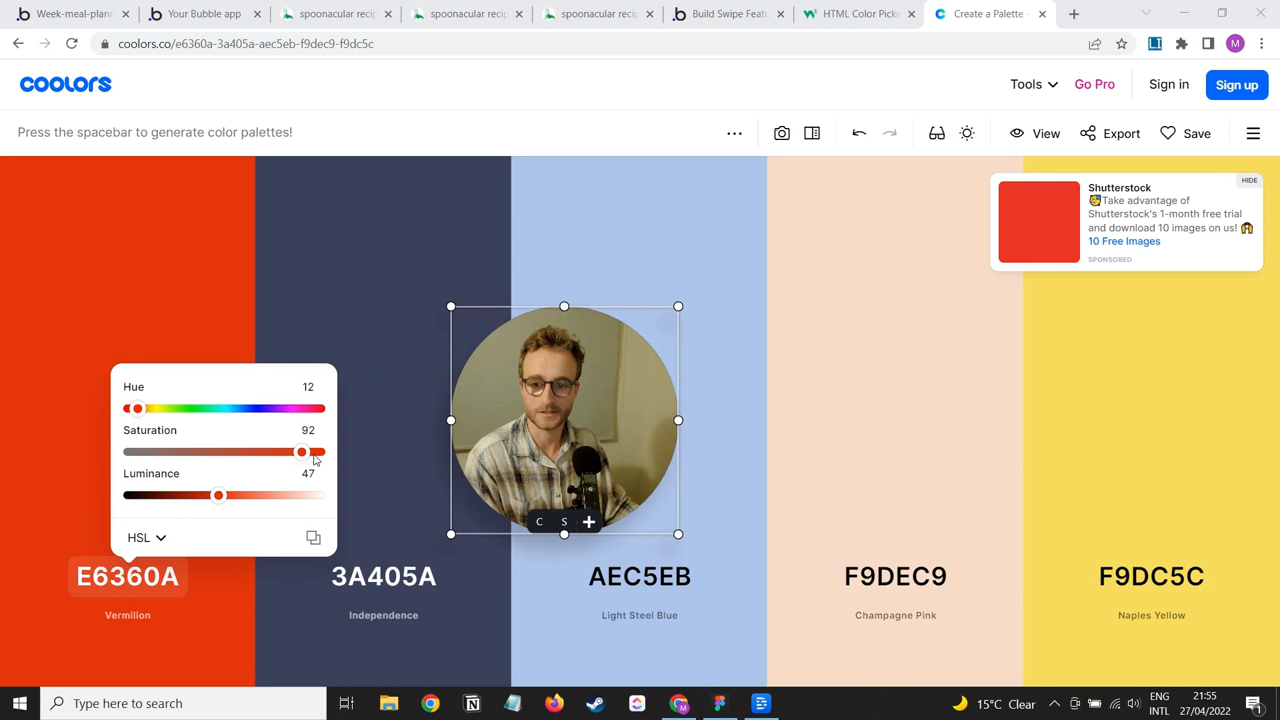 Week-meal-planner
Your Bubble app
spoonacular recip
spoonacular recip
spoonacular recip
Build Swipe Featu
HTML Color Picke
Create a Palette -
coolors.co/e6360a-3a405a-aec5eb-f9dec9-f9dc5c
LI
M
coolors
Tools
Go Pro
Sign in
Sign up
Press the spacebar to generate color palettes!
View
Export
Save
HIDE
Shutterstock
Take advantage of
Shutterstock's 1-month free trial
and download 10 images on us!
10 Free Images
SPONSORED
Hue 12
Saturation 92
Luminance 47
HSL
C S
E6360A
Vermilion
3A405A
Independence
AEC5EB
Light Steel Blue
F9DEC9
Champagne Pink
F9DC5C
Naples Yellow
Type here to search
15°C Clear
ENG
INTL
21:55
27/04/2022
1